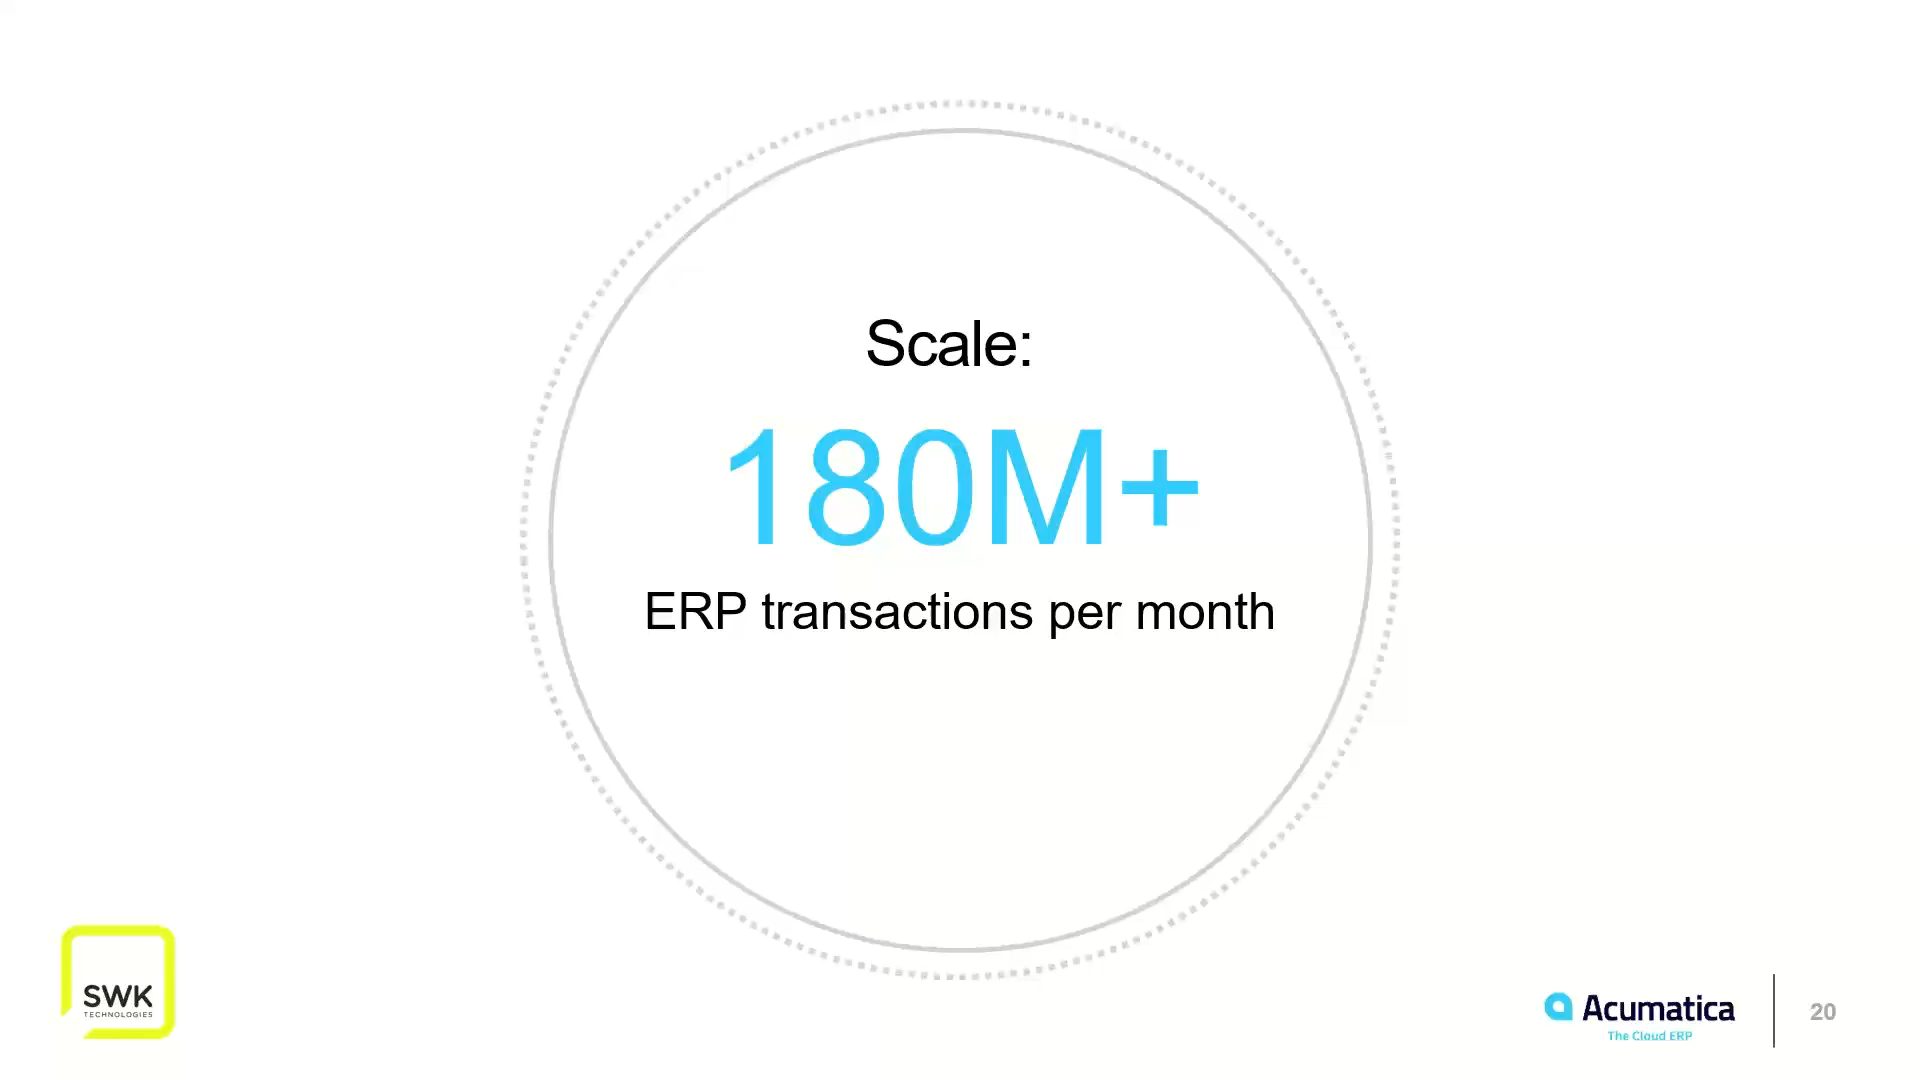 Scale:
180M+
ERP transactions per month
SWK
TECHNOLOGIES
Acumatica
The Cloud ERP
20